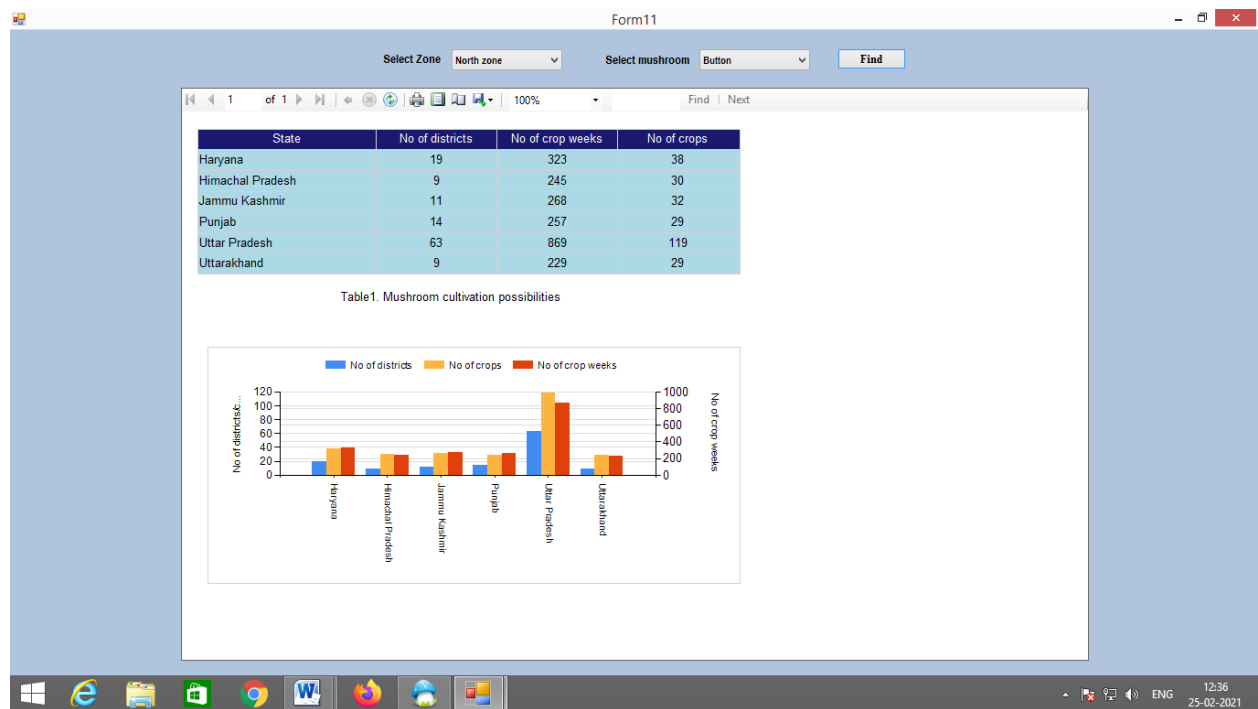 Form11
Select Zone North zone Select mushroom Button Find
1 of 1 100% Find | Next
State No of districts No of crop weeks No of crops
Haryana 19 323 38
Himachal Pradesh 9 245 30
Jammu Kashmir 11 268 32
Punjab 14 257 29
Uttar Pradesh 63 869 119
Uttarakhand 9 229 29
Table1. Mushroom cultivation possibilities
No of districts No of crops No of crop weeks
No of districts/c...
120
100
80
60
40
20
0
1000
800
600
400
200
0
No of crop weeks
Haryana
Himachal Pradesh
Jammu Kashmir
Punjab
Uttar Pradesh
Uttarakhand
ENG 12:36
25-02-2021